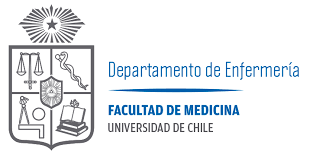 Departamento de Enfermería
FACULTAD DE MEDICINA
UNIVERSIDAD DE CHILE